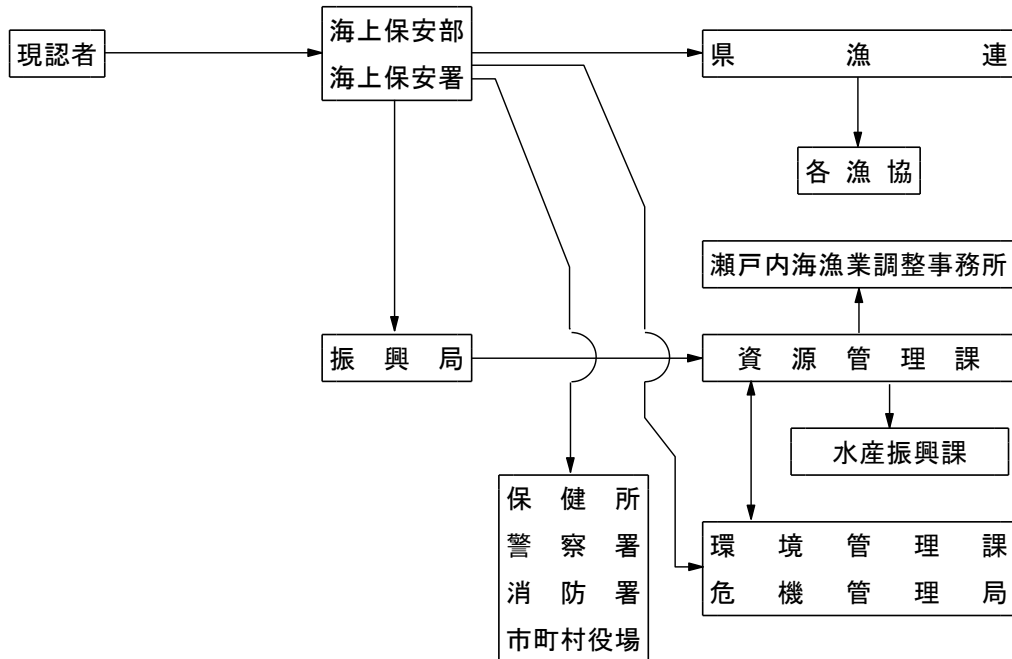 現認者
海上保安部
海上保安署
県漁連
各漁協
瀬戸内海漁業調整事務所
振興局
資源管理課
水産振興課
保健所
警察署
消防署
市町村役場
環境管理課
危機管理局